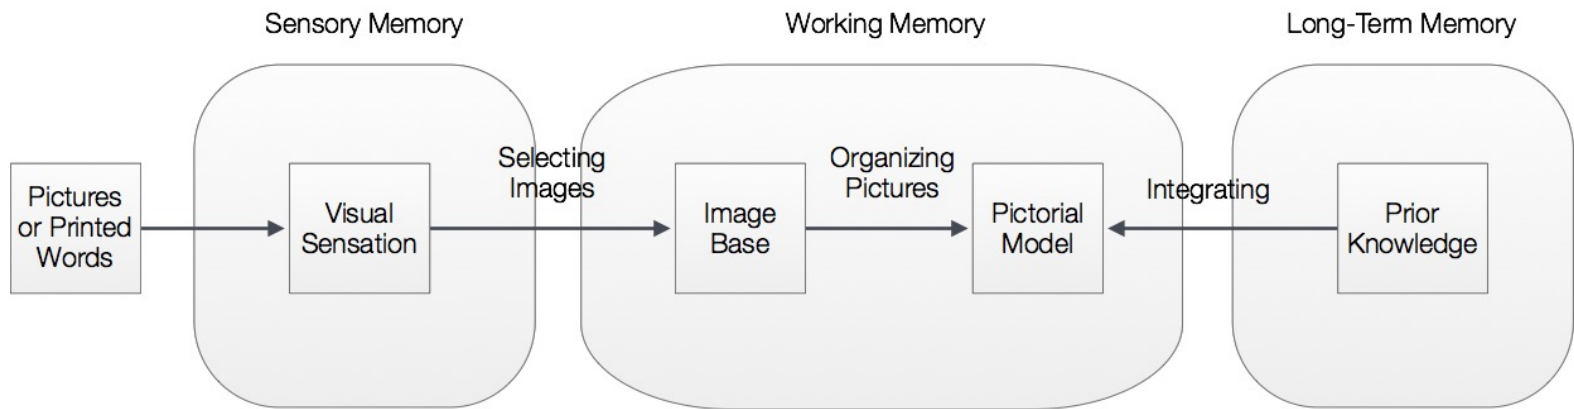 Sensory Memory
Working Memory
Long-Term Memory
Pictures
or Printed
Words
Visual
Sensation
Selecting
Images
Image
Base
Organizing
Pictures
Pictorial
Model
Integrating
Prior
Knowledge